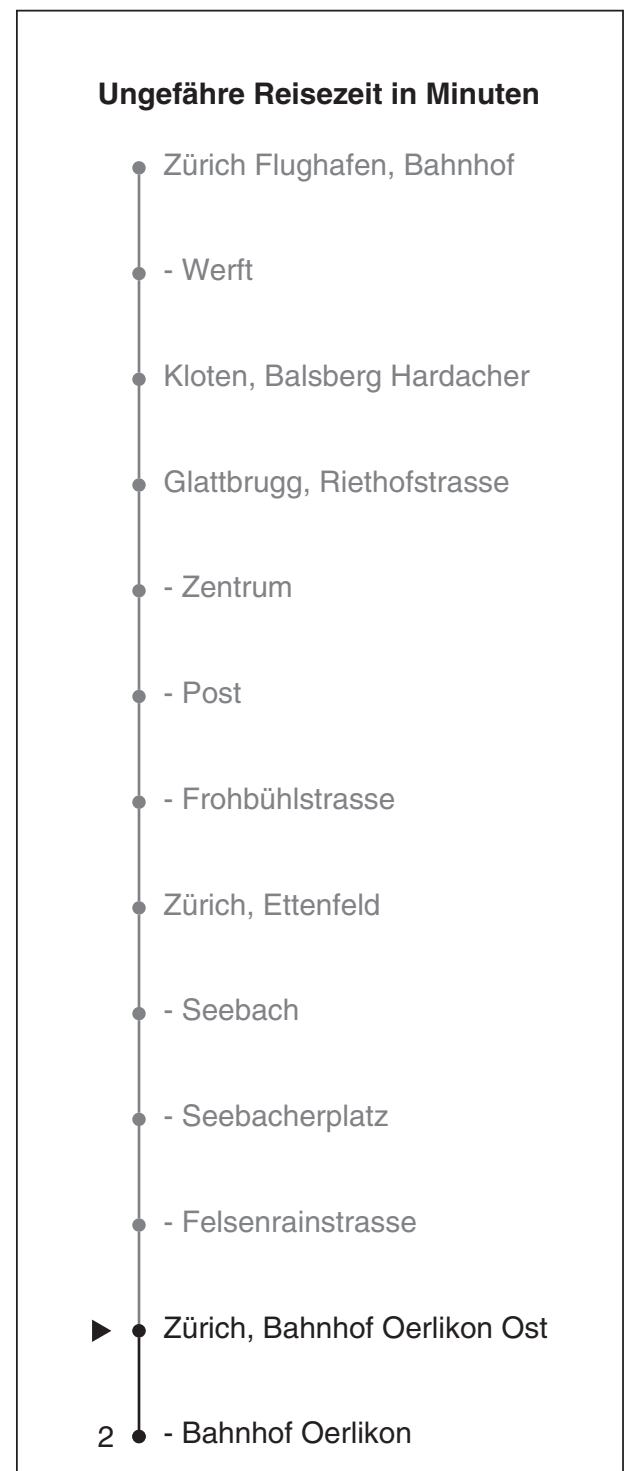 Ungefähre Reisezeit in Minuten
Zürich Flughafen, Bahnhof
- Werft
Kloten, Balsberg Hardacher
Glattbrugg, Riethofstrasse
- Zentrum
- Post
- Frohbühlstrasse
Zürich, Ettenfeld
- Seebach
- Seebacherplatz
- Felsenrainstrasse
Zürich, Bahnhof Oerlikon Ost
2 - Bahnhof Oerlikon